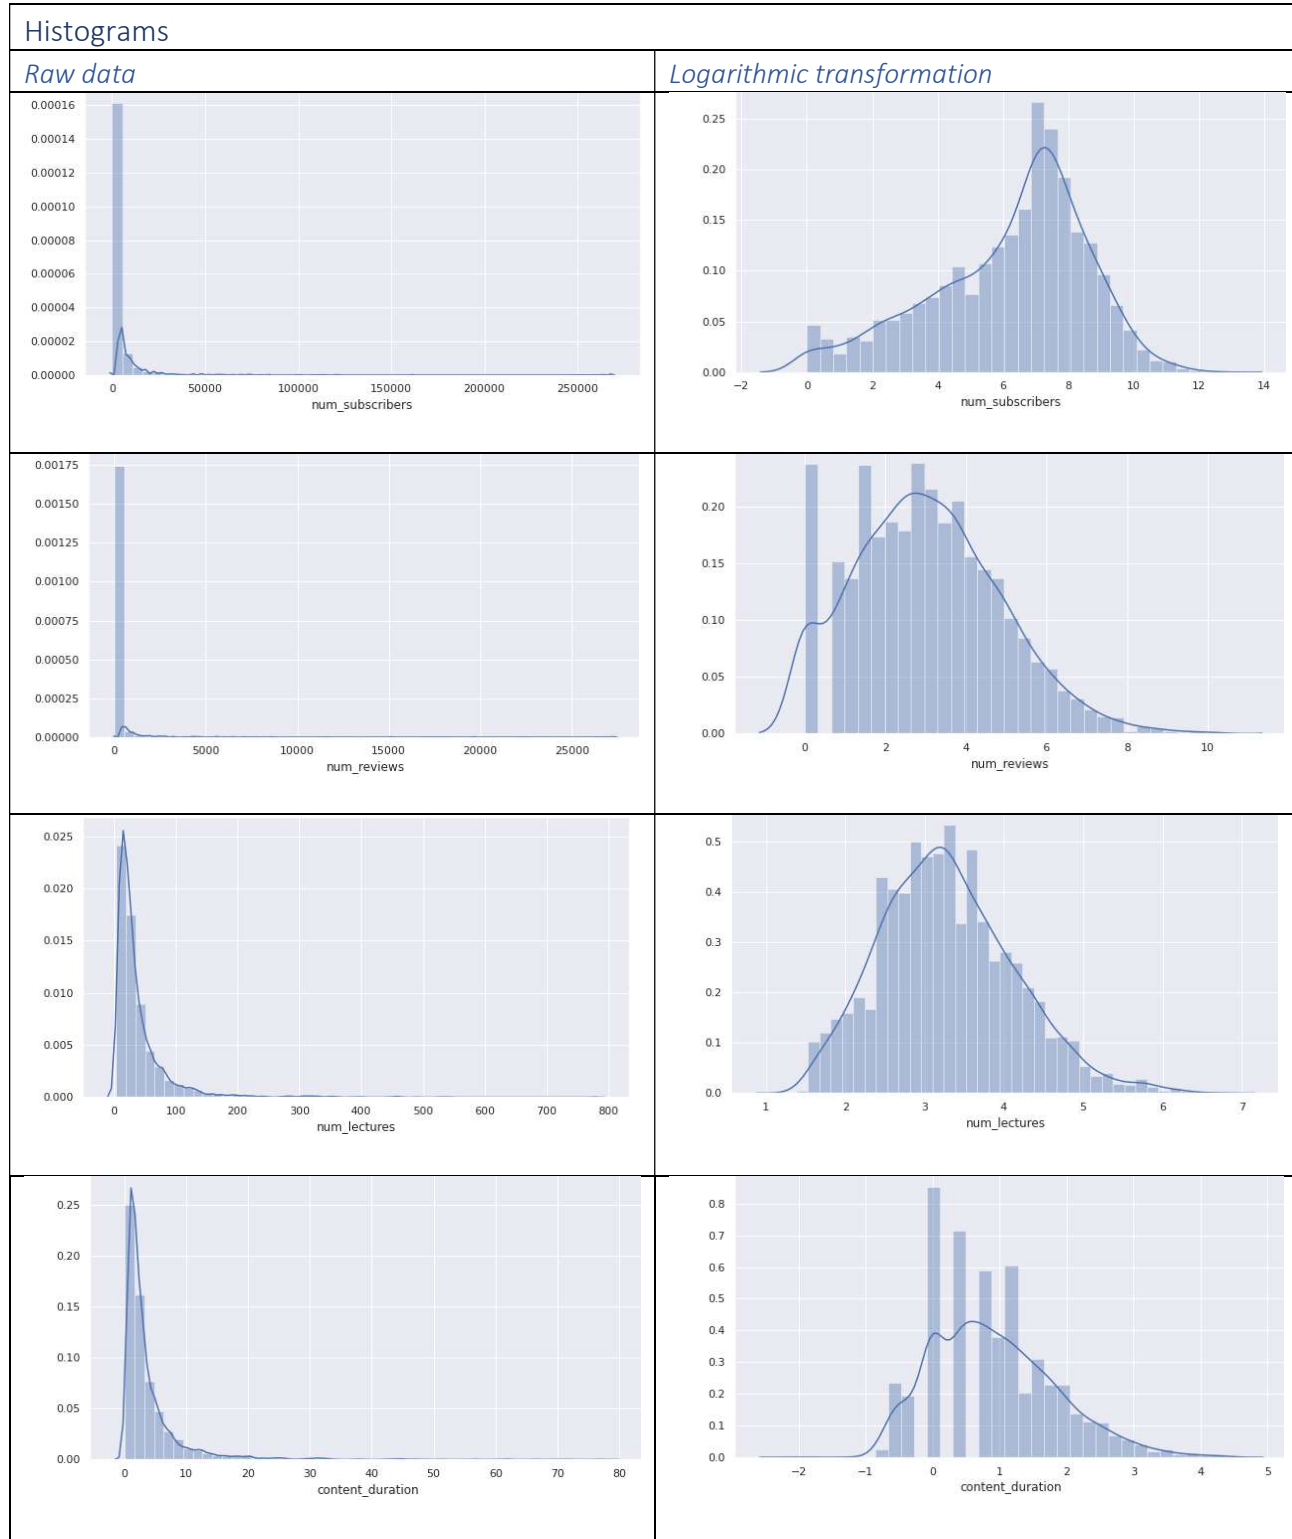 Histograms
Raw data
Logarithmic transformation
0.00016
0.00014
0.00012
0.00010
0.00008
0.00006
0.00004
0.00002
0.00000
0 50000 100000 150000 200000 250000
num_subscribers
0.25
0.20
0.15
0.10
0.05
0.00
−2 0 2 4 6 8 10 12 14
num_subscribers
0.00175
0.00150
0.00125
0.00100
0.00075
0.00050
0.00025
0.00000
0 5000 10000 15000 20000 25000
num_reviews
0.20
0.15
0.10
0.05
0.00
0 2 4 6 8 10
num_reviews
0.025
0.020
0.015
0.010
0.005
0.000
0 100 200 300 400 500 600 700 800
num_lectures
0.5
0.4
0.3
0.2
0.1
0.0
1 2 3 4 5 6 7
num_lectures
0.25
0.20
0.15
0.10
0.05
0.00
0 10 20 30 40 50 60 70 80
content_duration
0.8
0.7
0.6
0.5
0.4
0.3
0.2
0.1
0.0
−2 −1 0 1 2 3 4 5
content_duration